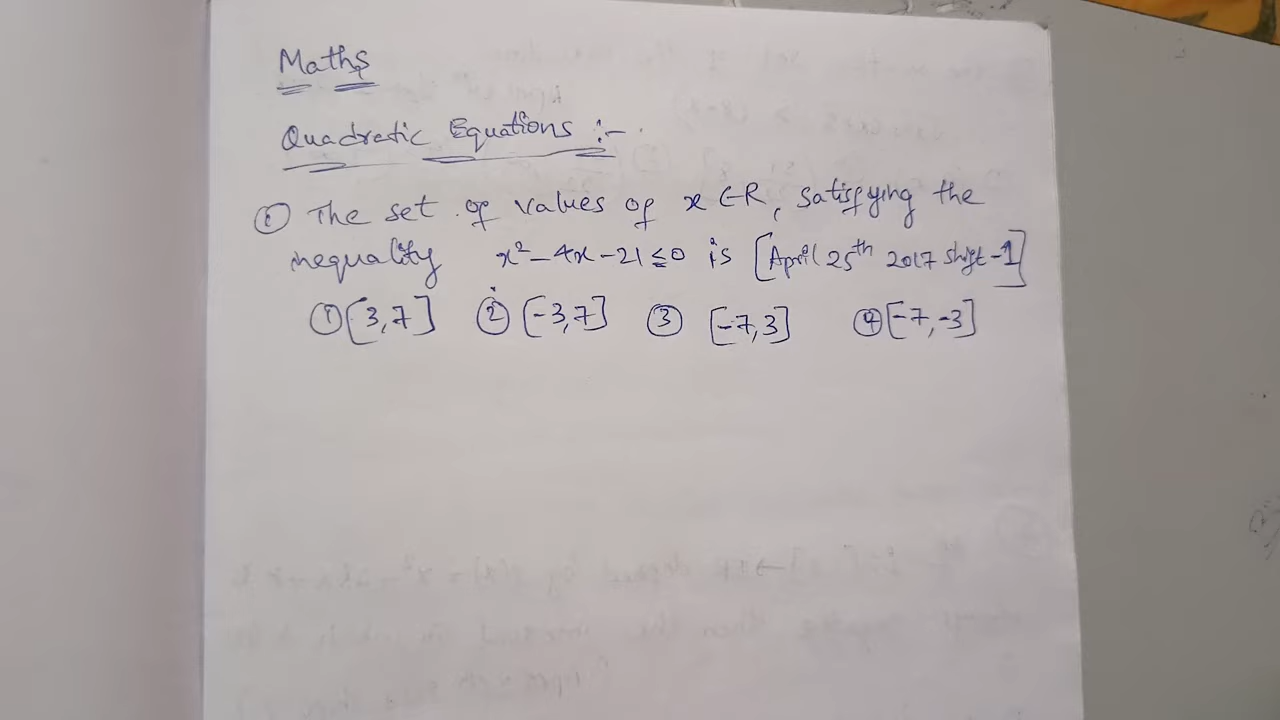 Maths
Quadratic Equations :-
① The set of values of x ∈ R, satisfying the
inequality x² - 4x - 21 ≤ 0 is [April 25th 2017 shift -1]
① [3,7] ② [-3,7] ③ [-7,3] ④ [-7,-3]